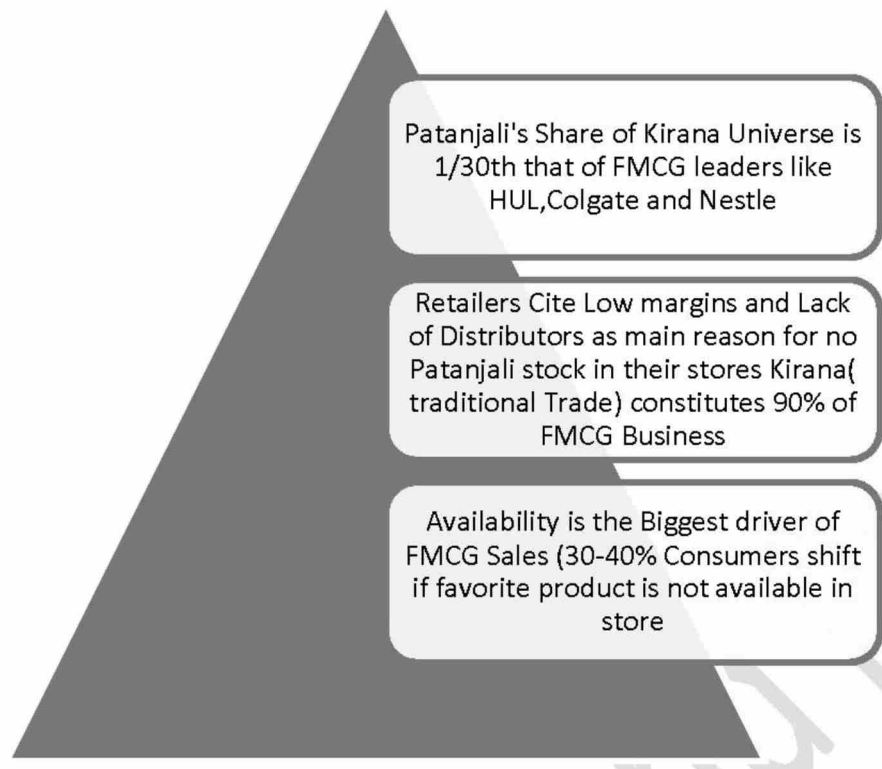 Patanjali's Share of Kirana Universe is
1/30th that of FMCG leaders like
HUL,Colgate and Nestle
Retailers Cite Low margins and Lack
of Distributors as main reason for no
Patanjali stock in their stores Kirana(
traditional Trade) constitutes 90% of
FMCG Business
Availability is the Biggest driver of
FMCG Sales (30-40% Consumers shift
if favorite product is not available in
store